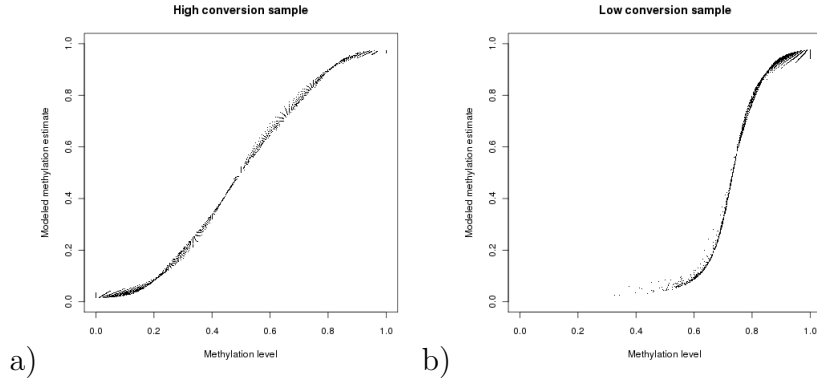 High conversion sample
Modeled methylation estimate
1.0
0.8
0.6
0.4
0.2
0.0
0.0 0.2 0.4 0.6 0.8 1.0
Methylation level
a)
Low conversion sample
Modeled methylation estimate
1.0
0.8
0.6
0.4
0.2
0.0
0.0 0.2 0.4 0.6 0.8 1.0
Methylation level
b)